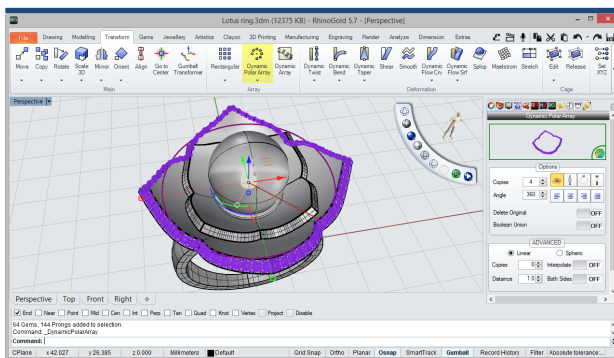 Lotus ring.3dm (12375 KB) - RhinoGold 5.7 - [Perspective]
File Drawing Modelling Transform Gems Jewellery Artistics Clayoo 3D Printing Manufacturing Engraving Render Analyze Dimension Extras
Move Copy Rotate Scale 3D Mirror Orient Align Go to Center Gumball Transformer Rectangular Dynamic Polar Array Dynamic Array Dynamic Twist Dynamic Bend Dynamic Taper Shear Smooth Dynamic Flow Crv Dynamic Flow Srf Splop Maelstrom Stretch Edit Release Set XYZ
Main Array Deformation Cage
Perspective
Dynamic Polar Array
Options
Copies 4
Angle 360
Delete Original OFF
Boolean Union OFF
ADVANCED
Linear Spheric
Copies 0 Interpolate OFF
Distance 1.0 Both Sides OFF
Perspective Top Front Right
End Near Point Mid Cen Int Perp Tan Quad Knot Vertex Project Disable
64 Gems, 144 Prongs added to selection.
Command: _DynamicPolarArray
Command:
CPlane x 42.027 y 26.385 z 0.000 Millimeters Default Grid Snap Ortho Planar Osnap SmartTrack Gumball Record History Filter Absolute tolerance...